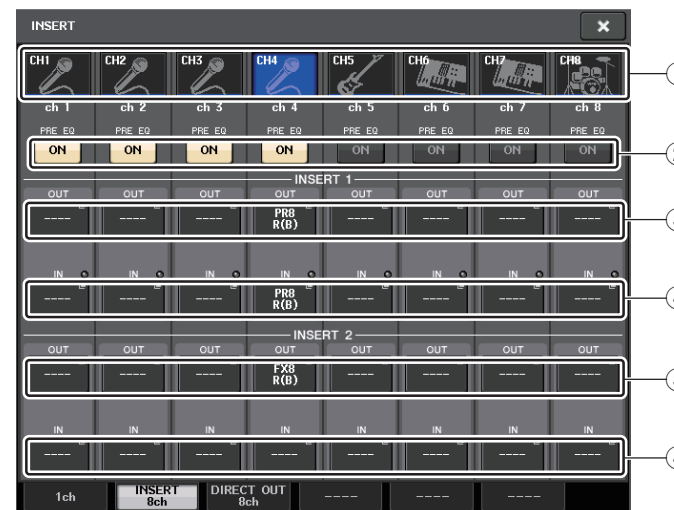 INSERT
CH1 CH2 CH3 CH4 CH5 CH6 CH7 CH8
ch 1 ch 2 ch 3 ch 4 ch 5 ch 6 ch 7 ch 8
PRE EQ PRE EQ PRE EQ PRE EQ PRE EQ PRE EQ PRE EQ PRE EQ
ON ON ON ON ON ON ON ON
INSERT 1
OUT OUT OUT OUT OUT OUT OUT OUT
---- ---- ---- PR8 R(B) ---- ---- ---- ----
IN IN IN IN IN IN IN IN
---- ---- ---- PR8 R(B) ---- ---- ---- ----
INSERT 2
OUT OUT OUT OUT OUT OUT OUT OUT
---- ---- ---- FX8 R(B) ---- ---- ---- ----
IN IN IN IN IN IN IN IN
---- ---- ---- ---- ---- ---- ---- ----
1ch INSERT 8ch DIRECT OUT 8ch ---- ---- ----